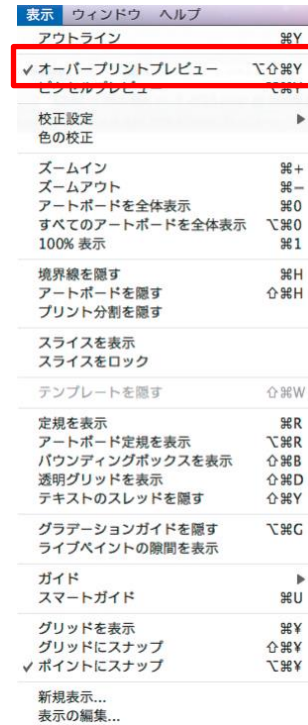 表示 ウィンドウ ヘルプ
アウトライン ⌘Y
✓オーバープリントプレビュー ⌥⇧⌘Y
ピクセルプレビュー ⌥⌘Y
校正設定 ▶
色の校正
ズームイン ⌘+
ズームアウト ⌘−
アートボードを全体表示 ⌘0
すべてのアートボードを全体表示 ⌥⌘0
100% 表示 ⌘1
境界線を隠す ⌘H
アートボードを隠す ⇧⌘H
プリント分割を隠す
スライスを表示
スライスをロック
テンプレートを隠す ⇧⌘W
定規を表示 ⌘R
アートボード定規を表示 ⌥⌘R
バウンディングボックスを表示 ⇧⌘B
透明グリッドを表示 ⇧⌘D
テキストのスレッドを隠す ⇧⌘Y
グラデーションガイドを隠す ⌥⌘G
ライブペイントの隙間を表示
ガイド ▶
スマートガイド ⌘U
グリッドを表示 ⌘¥
グリッドにスナップ ⇧⌘¥
✓ポイントにスナップ ⌥⌘¥
新規表示...
表示の編集...